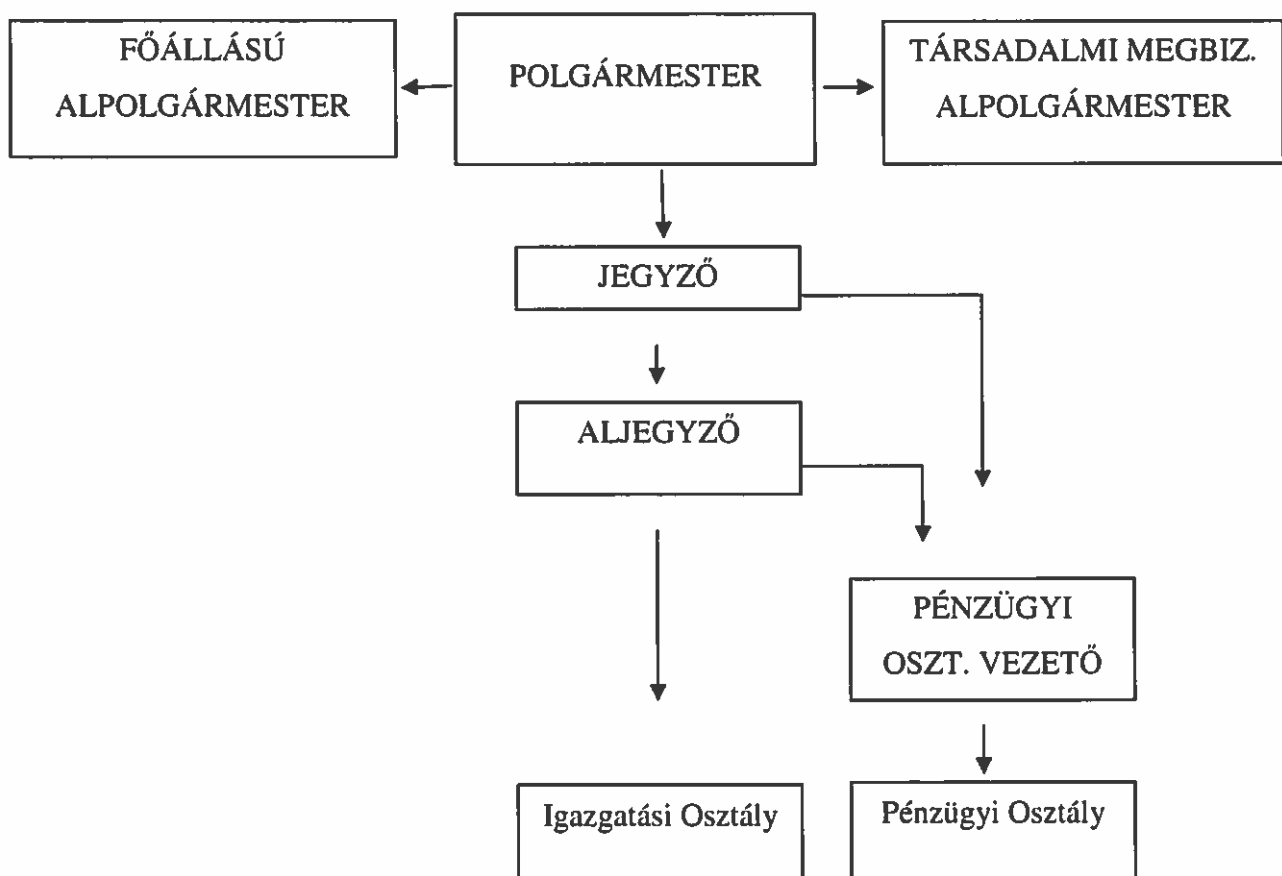 FŐÁLLÁSÚ
ALPOLGÁRMESTER
POLGÁRMESTER
TÁRSADALMI MEGBIZ.
ALPOLGÁRMESTER
JEGYZŐ
ALJEGYZŐ
PÉNZÜGYI
OSZT. VEZETŐ
Igazgatási Osztály
Pénzügyi Osztály